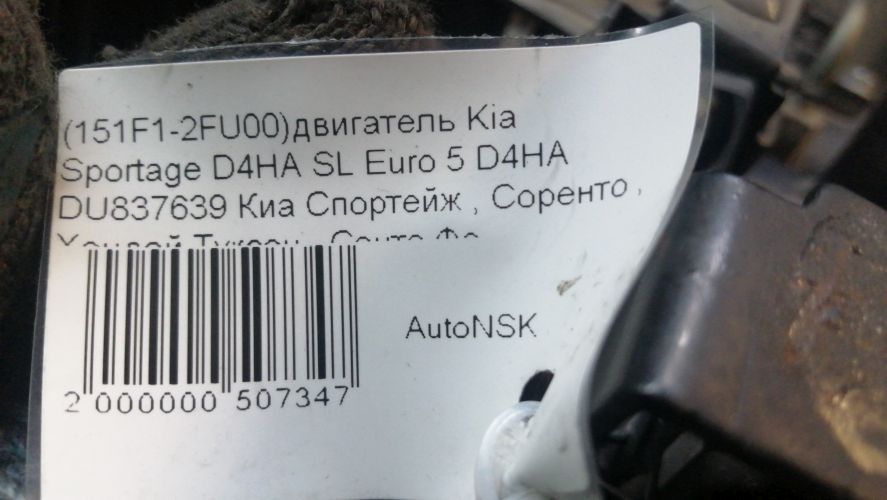 (151F1-2FU00)двигатель Kia
Sportage D4HA SL Euro 5 D4HA
DU837639 Киа Спортейж , Соренто ,
AutoNSK
2 000000 507347